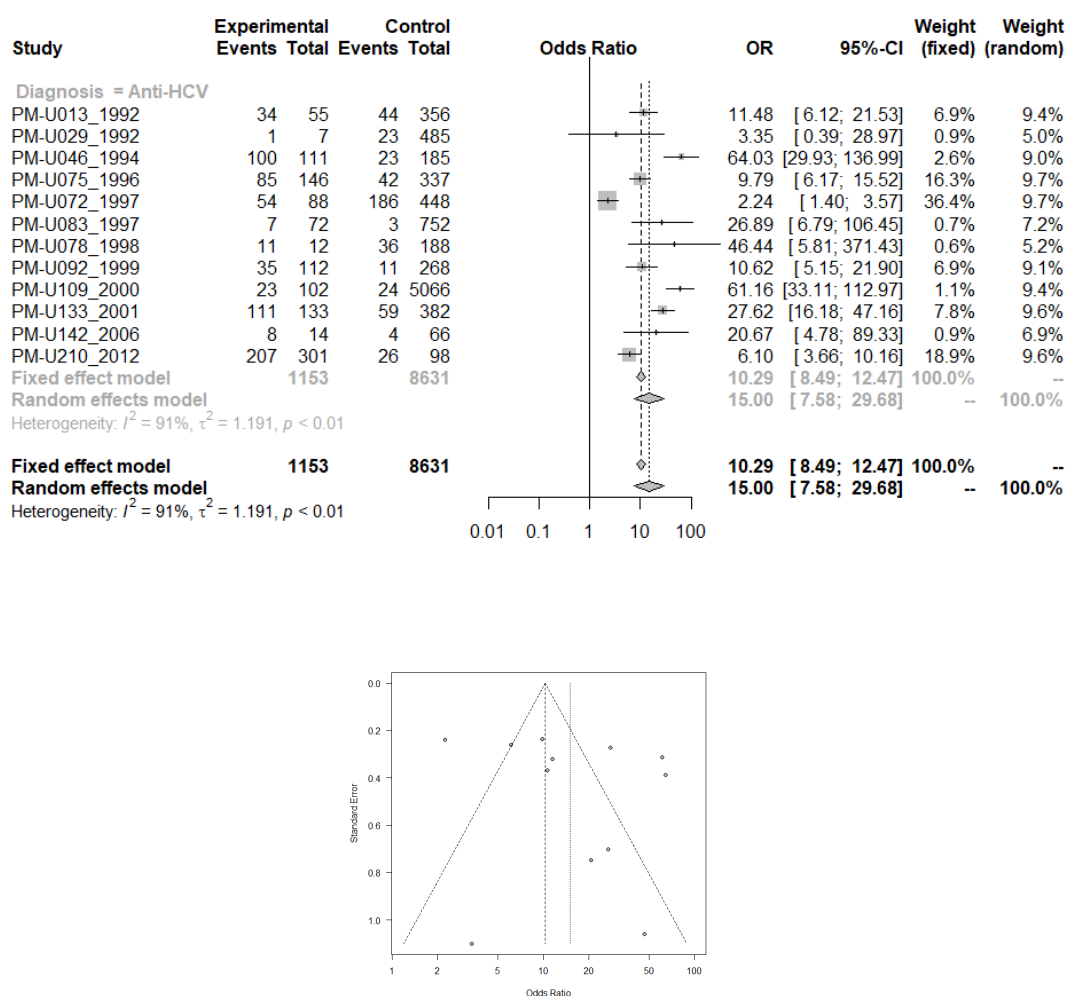 Experimental Control Weight Weight
Study Events Total Events Total Odds Ratio OR 95%-CI (fixed) (random)
Diagnosis = Anti-HCV
PM-U013_1992 34 55 44 356 11.48 [ 6.12; 21.53] 6.9% 9.4%
PM-U029_1992 1 7 23 485 3.35 [ 0.39; 28.97] 0.9% 5.0%
PM-U046_1994 100 111 23 185 64.03 [29.93; 136.99] 2.6% 9.0%
PM-U075_1996 85 146 42 337 9.79 [ 6.17; 15.52] 16.3% 9.7%
PM-U072_1997 54 88 186 448 2.24 [ 1.40; 3.57] 36.4% 9.7%
PM-U083_1997 7 72 3 752 26.89 [ 6.79; 106.45] 0.7% 7.2%
PM-U078_1998 11 12 36 188 46.44 [ 5.81; 371.43] 0.6% 5.2%
PM-U092_1999 35 112 11 268 10.62 [ 5.15; 21.90] 6.9% 9.1%
PM-U109_2000 23 102 24 5066 61.16 [33.11; 112.97] 1.1% 9.4%
PM-U133_2001 111 133 59 382 27.62 [16.18; 47.16] 7.8% 9.6%
PM-U142_2006 8 14 4 66 20.67 [ 4.78; 89.33] 0.9% 6.9%
PM-U210_2012 207 301 26 98 6.10 [ 3.66; 10.16] 18.9% 9.6%
Fixed effect model 1153 8631 10.29 [ 8.49; 12.47] 100.0% --
Random effects model 15.00 [ 7.58; 29.68] -- 100.0%
Heterogeneity: I² = 91%, τ² = 1.191, p < 0.01
Fixed effect model 1153 8631 10.29 [ 8.49; 12.47] 100.0% --
Random effects model 15.00 [ 7.58; 29.68] -- 100.0%
Heterogeneity: I² = 91%, τ² = 1.191, p < 0.01
0.01 0.1 1 10 100
0.0
0.2
0.4
0.6
0.8
1.0
Standard Error
1 2 5 10 20 50 100
Odds Ratio